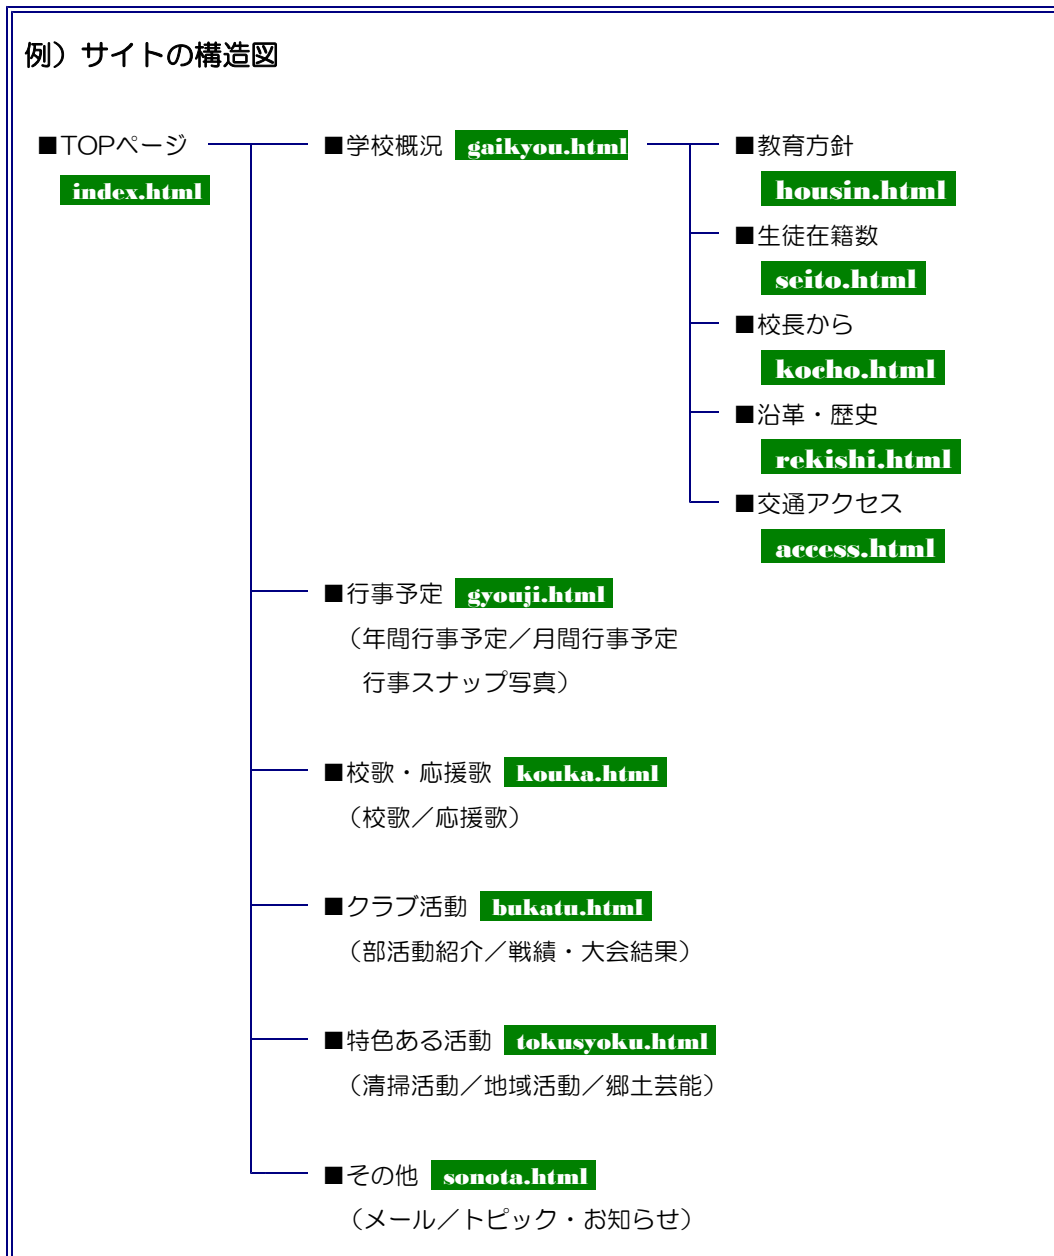 例）サイトの構造図
■TOPページ ■学校概況 gaikyou.html ■教育方針
index.html housin.html
■生徒在籍数
seito.html
■校長から
kocho.html
■沿革・歴史
rekishi.html
■交通アクセス
access.html
■行事予定 gyouji.html
（年間行事予定／月間行事予定
行事スナップ写真）
■校歌・応援歌 kouka.html
（校歌／応援歌）
■クラブ活動 bukatu.html
（部活動紹介／戦績・大会結果）
■特色ある活動 tokusyoku.html
（清掃活動／地域活動／郷土芸能）
■その他 sonota.html
（メール／トピック・お知らせ）